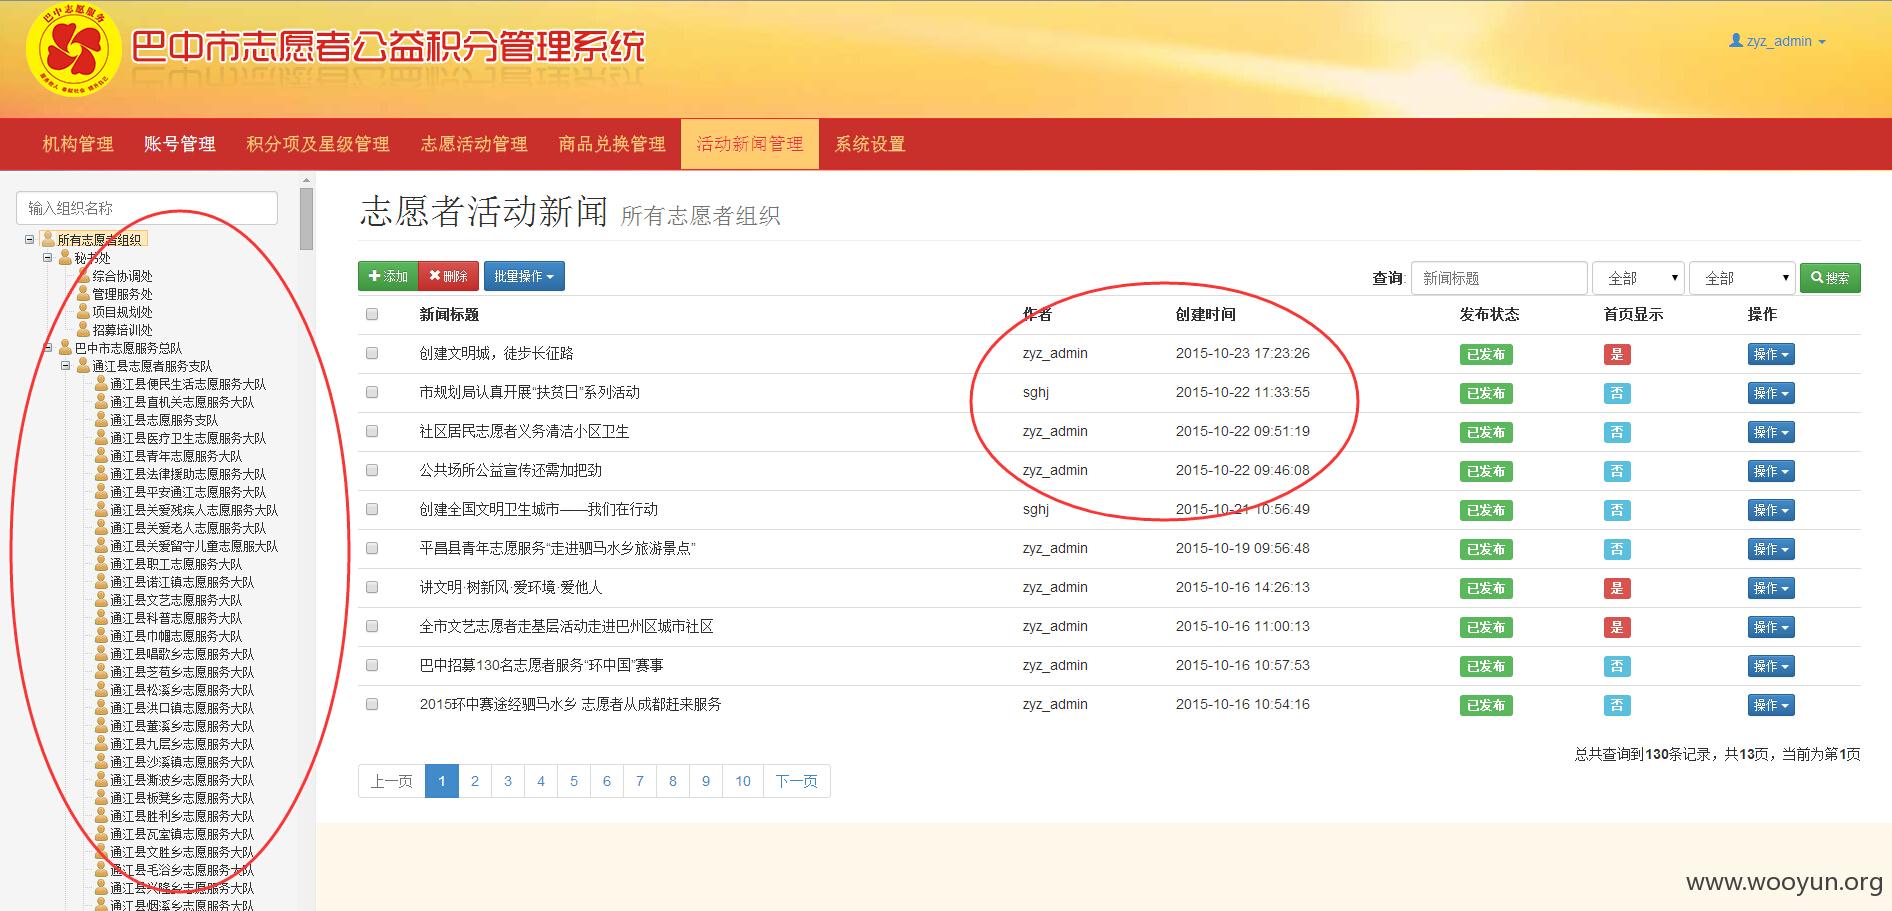 巴中志愿服务
巴中市志愿者公益积分管理系统
zyz_admin
机构管理 账号管理 积分项及星级管理 志愿活动管理 商品兑换管理 活动新闻管理 系统设置
输入组织名称
所有志愿者组织
秘书处
综合协调处
管理服务处
项目规划处
招募培训处
巴中市志愿服务总队
通江县志愿者服务支队
通江县便民生活志愿服务大队
通江县直机关志愿服务大队
通江县志愿服务支队
通江县医疗卫生志愿服务大队
通江县青年志愿服务大队
通江县法律援助志愿服务大队
通江县平安通江志愿服务大队
通江县关爱残疾人志愿服务大队
通江县关爱老人志愿服务大队
通江县关爱留守儿童志愿服大队
通江县职工志愿服务大队
通江县诺江镇志愿服务大队
通江县文艺志愿服务大队
通江县科普志愿服务大队
通江县巾帼志愿服务大队
通江县唱歌乡志愿服务大队
通江县芝苞乡志愿服务大队
通江县松溪乡志愿服务大队
通江县洪口镇志愿服务大队
通江县董溪乡志愿服务大队
通江县九层乡志愿服务大队
通江县沙溪镇志愿服务大队
通江县澌波乡志愿服务大队
通江县板凳乡志愿服务大队
通江县胜利乡志愿服务大队
通江县瓦室镇志愿服务大队
通江县文胜乡志愿服务大队
通江县毛浴乡志愿服务大队
通江县兴隆乡志愿服务大队
通江县烟溪乡志愿服务大队
志愿者活动新闻 所有志愿者组织
添加 删除 批量操作 查询: 新闻标题 全部 全部 搜索
新闻标题 作者 创建时间 发布状态 首页显示 操作
创建文明城，徒步长征路 zyz_admin 2015-10-23 17:23:26 已发布 是 操作
市规划局认真开展“扶贫日”系列活动 sghj 2015-10-22 11:33:55 已发布 否 操作
社区居民志愿者义务清洁小区卫生 zyz_admin 2015-10-22 09:51:19 已发布 否 操作
公共场所公益宣传还需加把劲 zyz_admin 2015-10-22 09:46:08 已发布 否 操作
创建全国文明卫生城市——我们在行动 sghj 2015-10-21 10:56:49 已发布 否 操作
平昌县青年志愿服务“走进驷马水乡旅游景点” zyz_admin 2015-10-19 09:56:48 已发布 否 操作
讲文明·树新风·爱环境·爱他人 zyz_admin 2015-10-16 14:26:13 已发布 是 操作
全市文艺志愿者走基层活动走进巴州区城市社区 zyz_admin 2015-10-16 11:00:13 已发布 是 操作
巴中招募130名志愿者服务“环中国”赛事 zyz_admin 2015-10-16 10:57:53 已发布 否 操作
2015环中赛途经驷马水乡 志愿者从成都赶来服务 zyz_admin 2015-10-16 10:54:16 已发布 否 操作
总共查询到130条记录，共13页，当前为第1页
上一页 1 2 3 4 5 6 7 8 9 10 下一页
www.wooyun.org